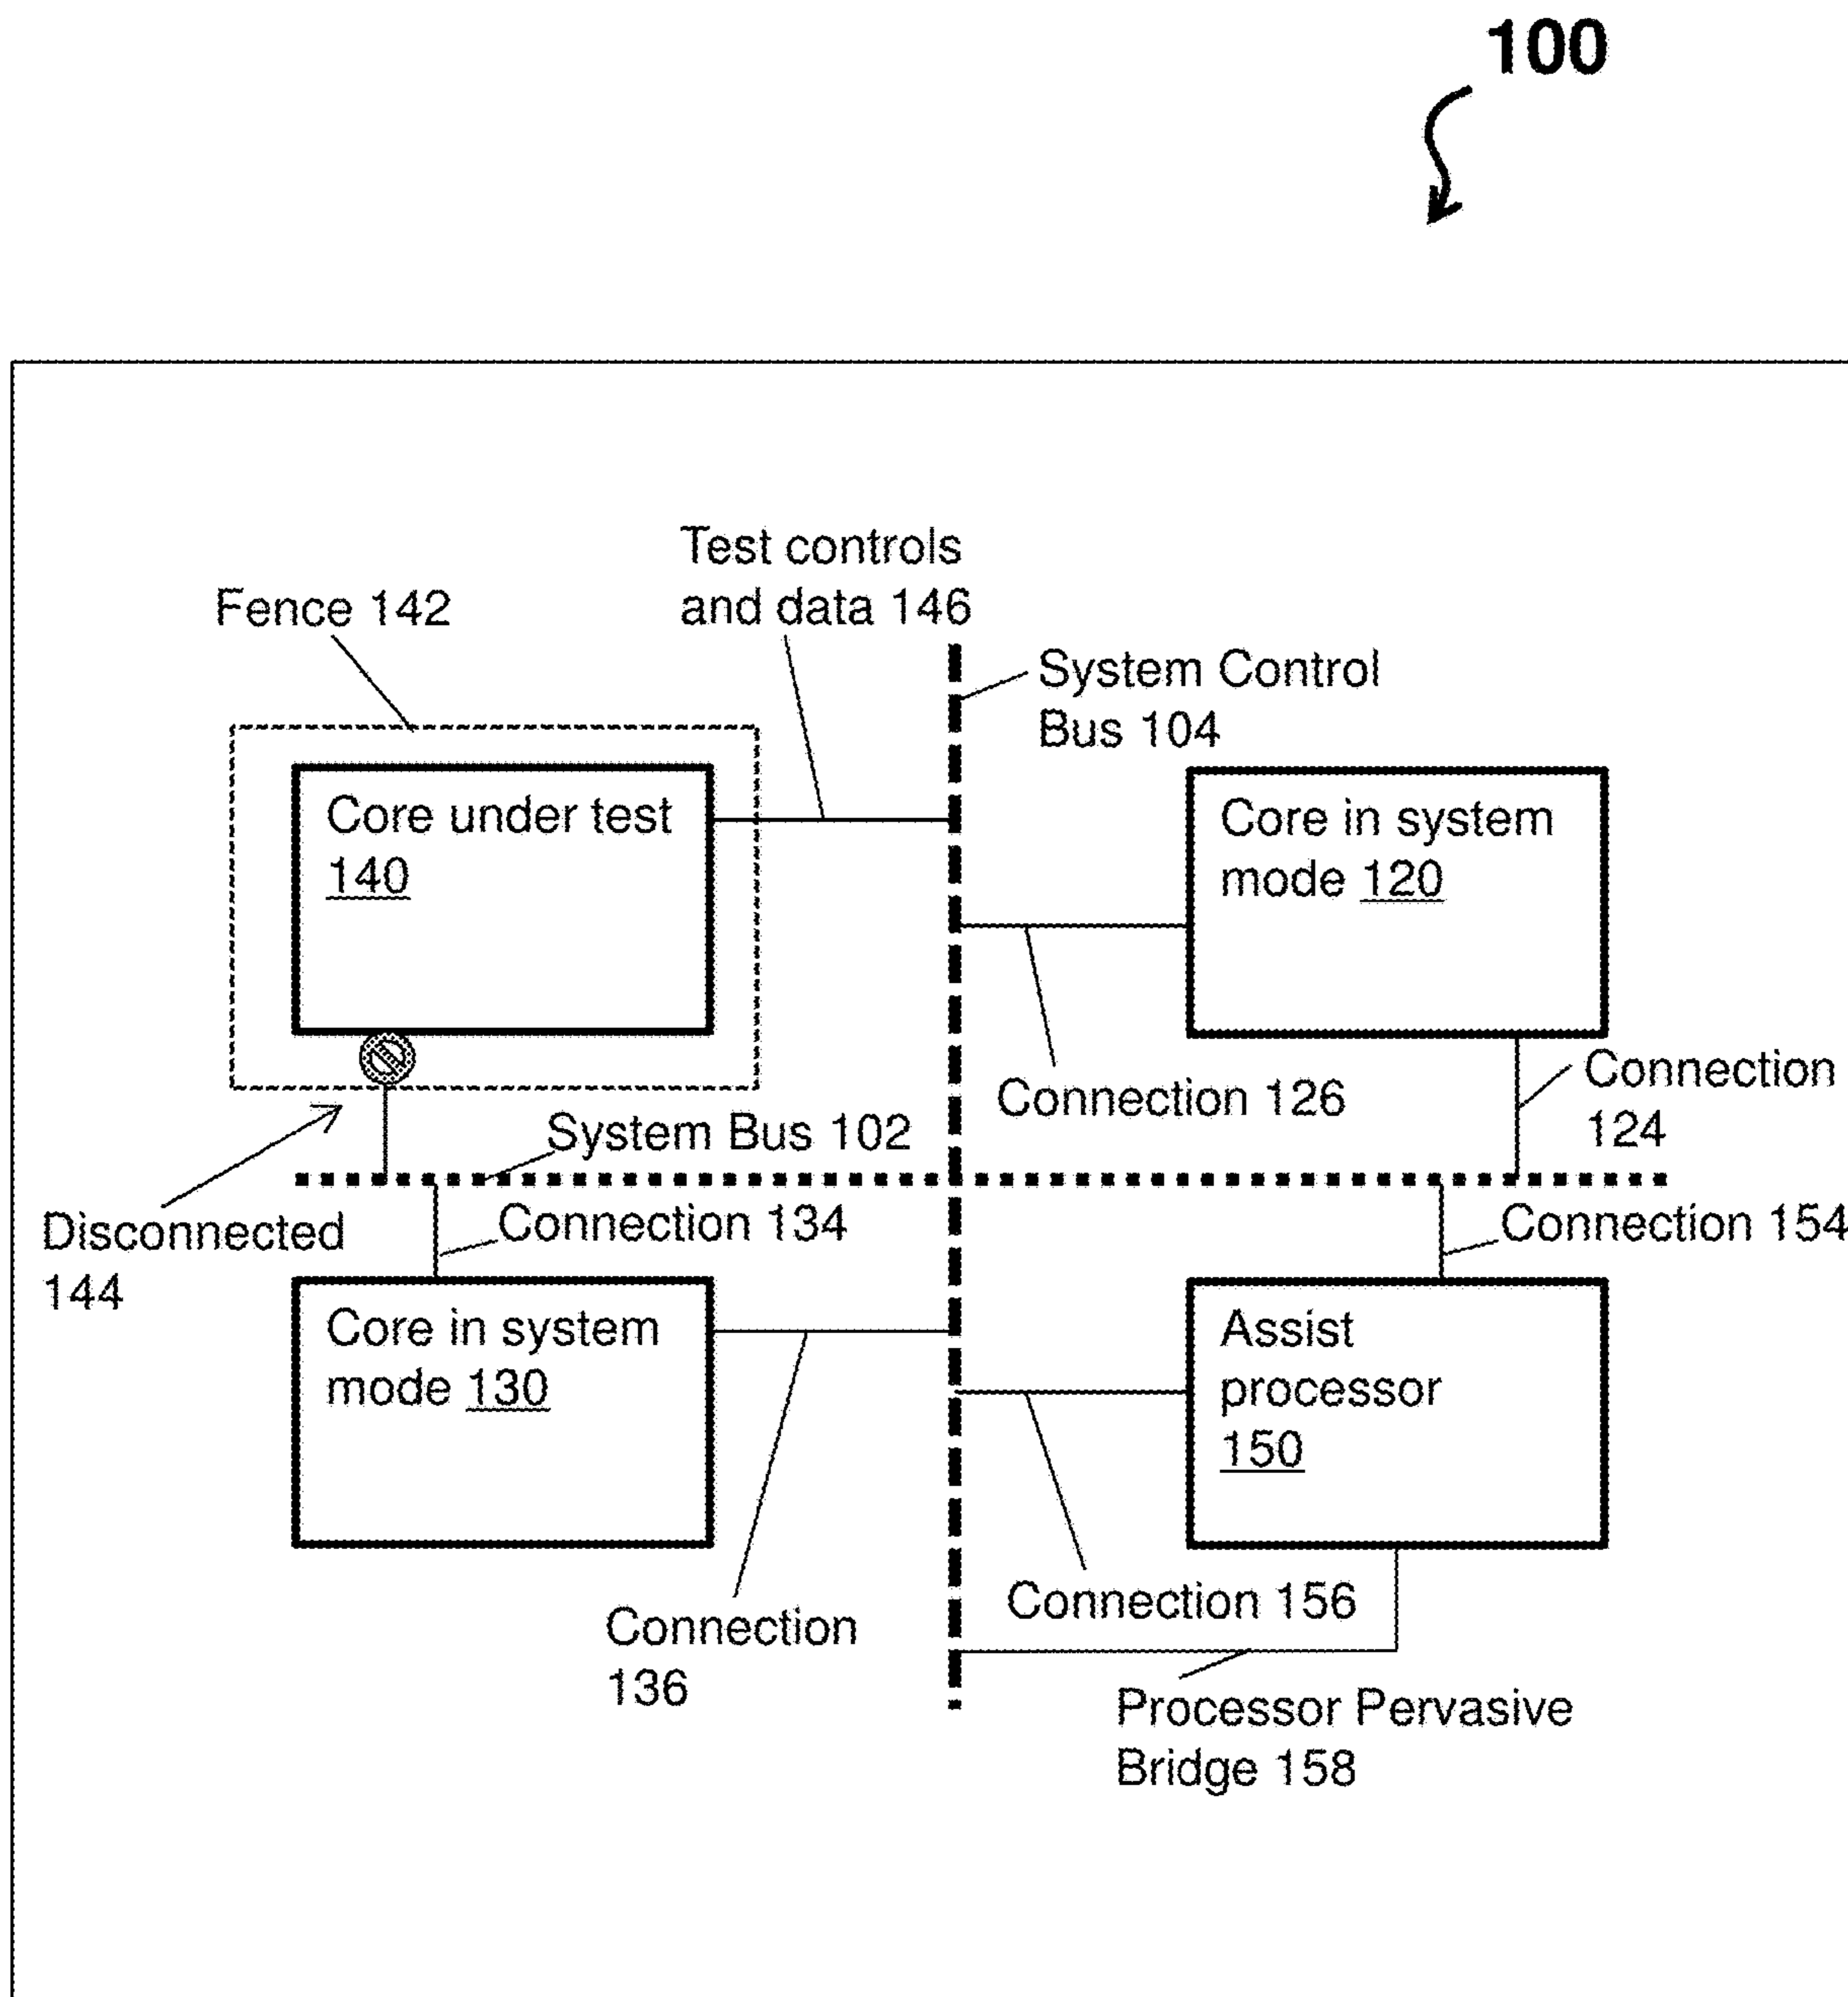 100
Test controls
and data 146
Fence 142
System Control
Bus 104
Core under test
140
Core in system
mode 120
Connection 126
Connection
124
System Bus 102
Disconnected
144
Connection 134
Connection 154
Core in system
mode 130
Assist
processor
150
Connection 156
Connection
136
Processor Pervasive
Bridge 158